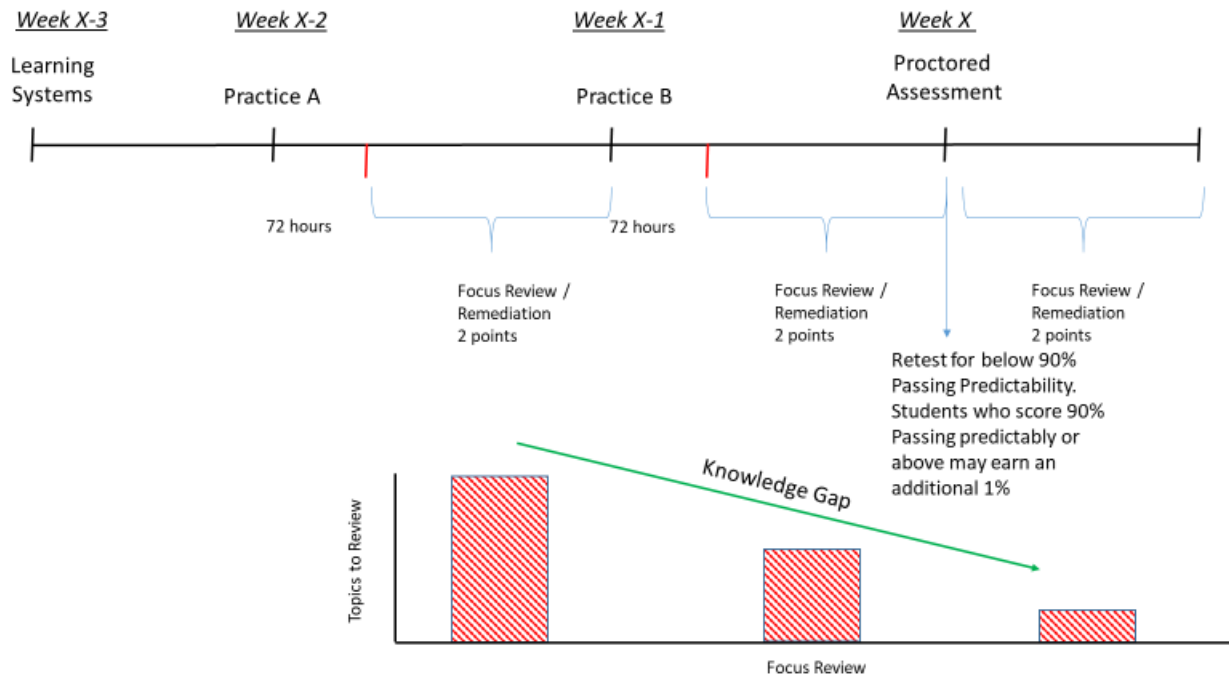 Week X-3
Week X-2
Week X-1
Week X
Learning
Systems
Practice A
Practice B
Proctored
Assessment
72 hours
72 hours
Focus Review /
Remediation
2 points
Focus Review /
Remediation
2 points
Focus Review /
Remediation
2 points
Retest for below 90%
Passing Predictability.
Students who score 90%
Passing predictably or
above may earn an
additional 1%
Knowledge Gap
Topics to Review
Focus Review